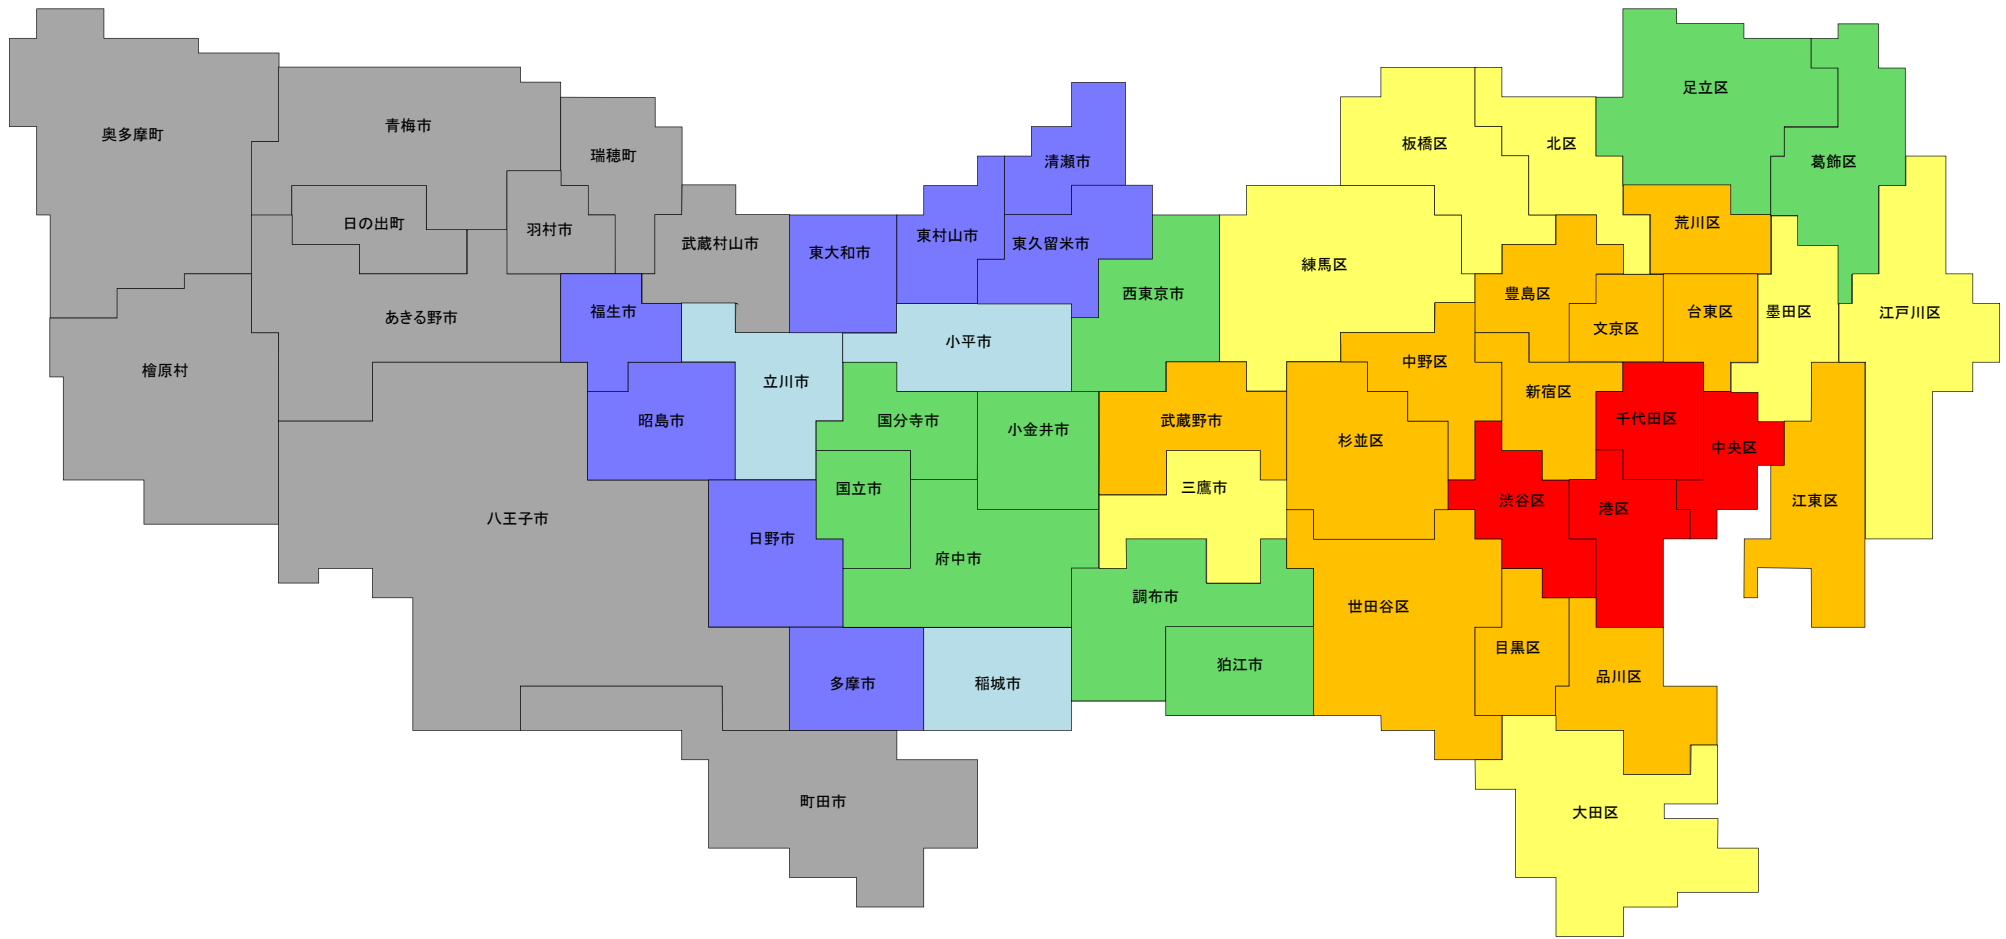 足立区
青梅市
奥多摩町
板橋区
北区
瑞穂町
清瀬市
葛飾区
日の出町
荒川区
羽村市
東村山市
武蔵村山市
東久留米市
東大和市
練馬区
西東京市
豊島区
福生市
台東区
墨田区
江戸川区
あきる野市
文京区
小平市
中野区
檜原村
立川市
新宿区
昭島市
国分寺市
武蔵野市
千代田区
小金井市
杉並区
中央区
国立市
三鷹市
渋谷区
江東区
港区
八王子市
日野市
府中市
調布市
世田谷区
目黒区
狛江市
品川区
多摩市
稲城市
町田市
大田区